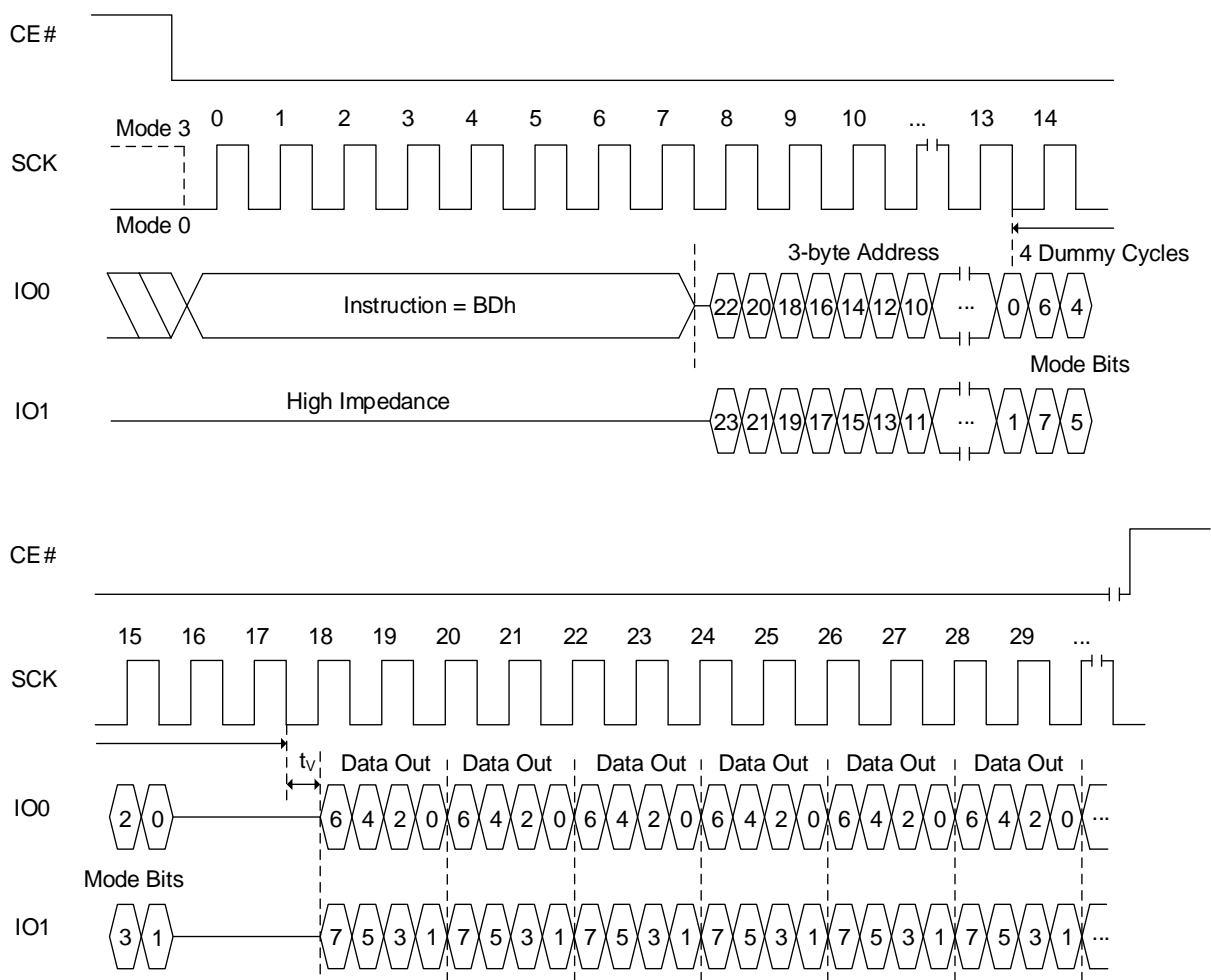 CE#
0 1 2 3 4 5 6 7 8 9 10 ... 13 14
Mode 3
SCK
Mode 0
3-byte Address 4 Dummy Cycles
IO0 Instruction = BDh 22 20 18 16 14 12 10 ... 0 6 4
Mode Bits
IO1 High Impedance 23 21 19 17 15 13 11 ... 1 7 5
CE#
15 16 17 18 19 20 21 22 23 24 25 26 27 28 29 ...
SCK
tV Data Out Data Out Data Out Data Out Data Out Data Out
IO0 2 0 6 4 2 0 6 4 2 0 6 4 2 0 6 4 2 0 6 4 2 0 6 4 2 0 ...
Mode Bits
IO1 3 1 7 5 3 1 7 5 3 1 7 5 3 1 7 5 3 1 7 5 3 1 7 5 3 1 ...